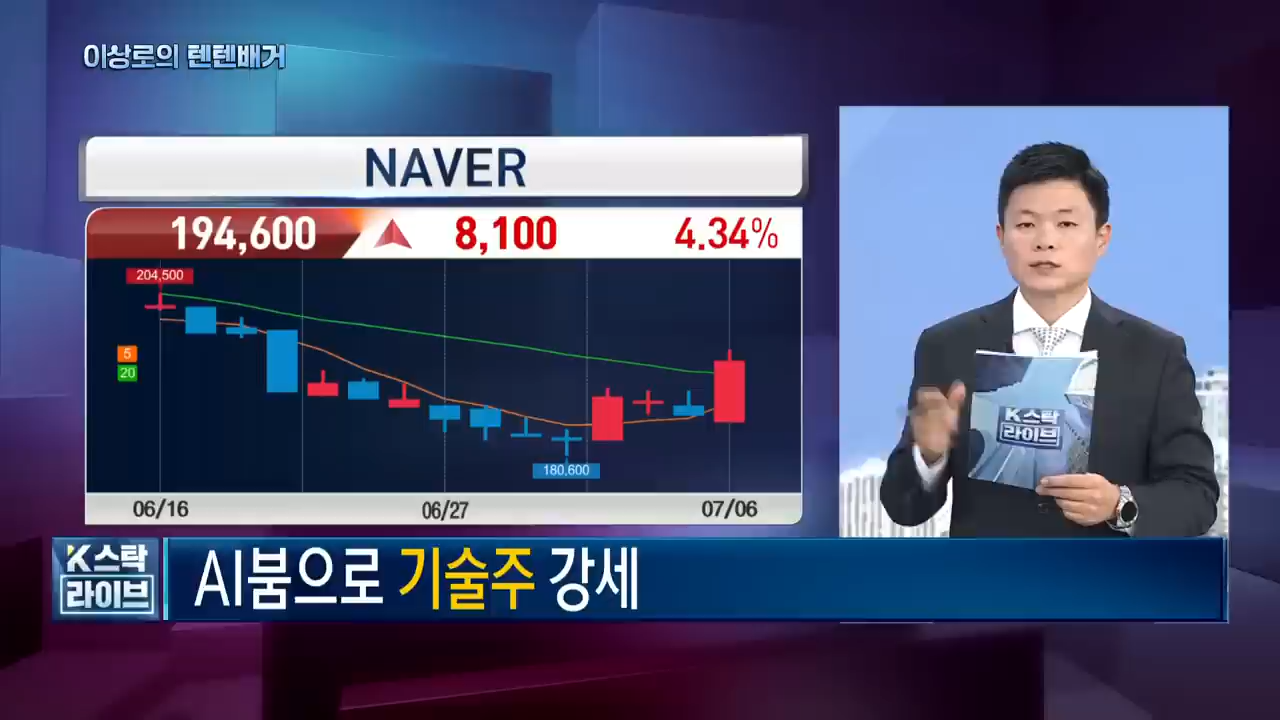 이상로의 텐텐배거
NAVER
194,600 ▲ 8,100 4.34%
204,500
5
20
180,600
06/16 06/27 07/06
K스탁
라이브
K스탁
라이브
AI붐으로 기술주 강세